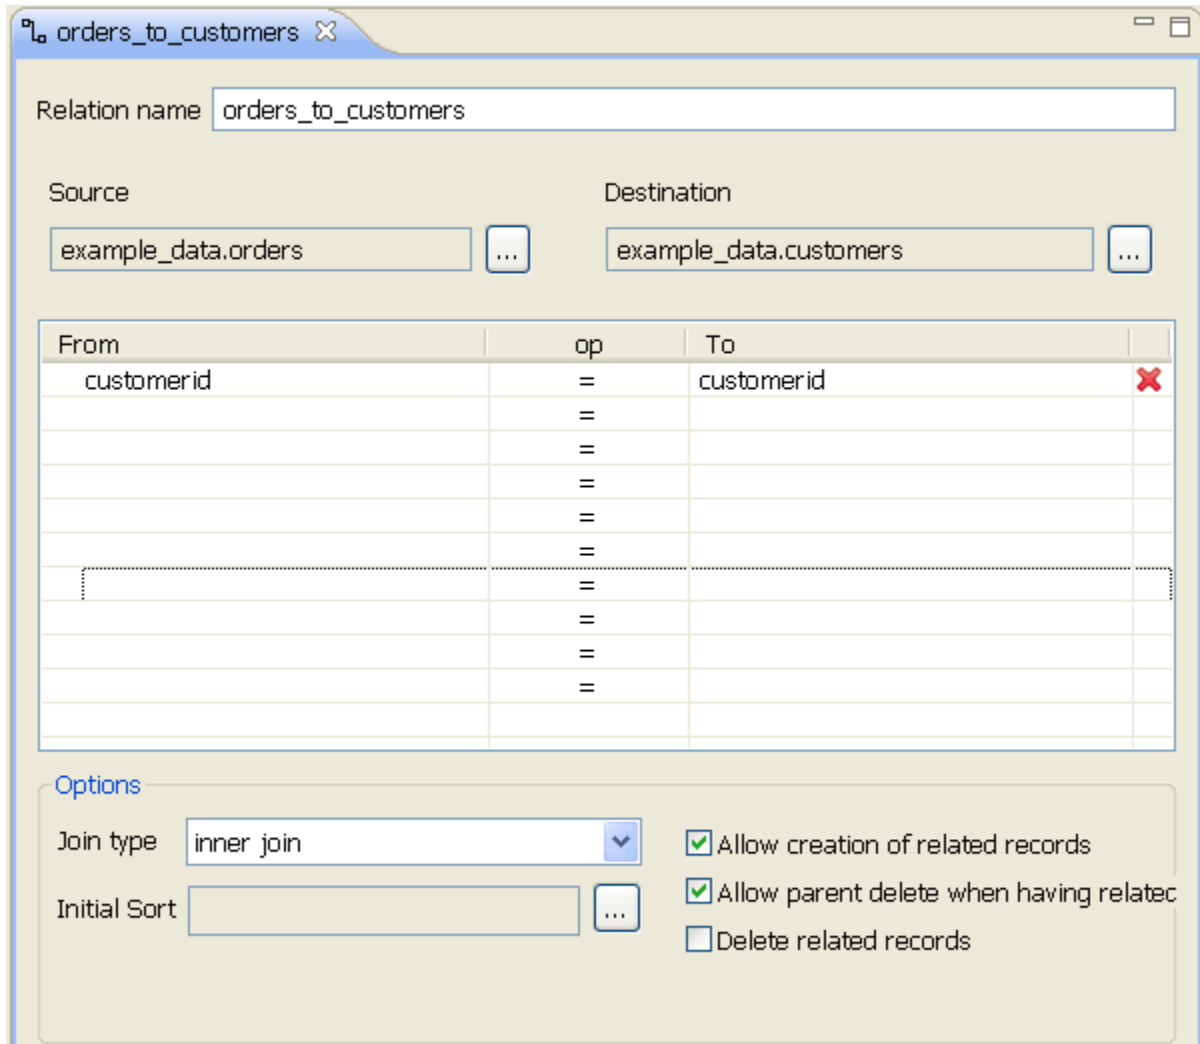 orders_to_customers
Relation name orders_to_customers
Source Destination
example_data.orders ... example_data.customers ...
From op To
customerid = customerid
=
=
=
=
=
=
=
=
=
Options
Join type inner join Allow creation of related records
Allow parent delete when having related
Initial Sort ...
Delete related records